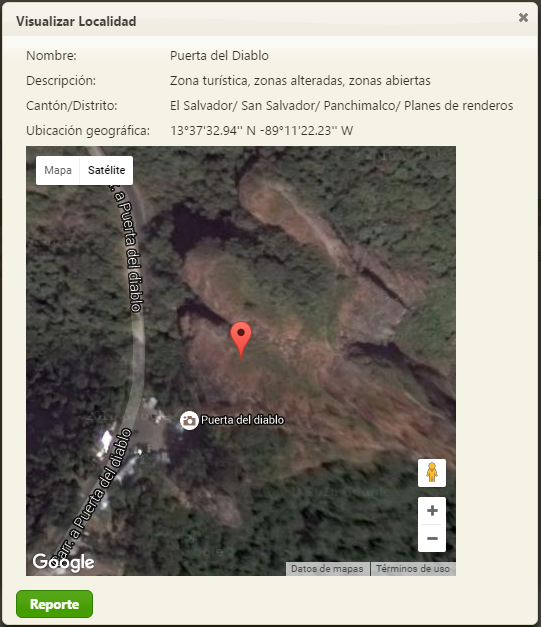 Visualizar Localidad
Nombre: Puerta del Diablo
Descripción: Zona turística, zonas alteradas, zonas abiertas
Cantón/Distrito: El Salvador/ San Salvador/ Panchimalco/ Planes de renderos
Ubicación geográfica: 13°37'32.94'' N -89°11'22.23'' W
Mapa Satélite
r. a Puerta del diablo
Puerta del diablo
Carr. a Puerta del diablo
Google
Datos de mapas Términos de uso
Reporte